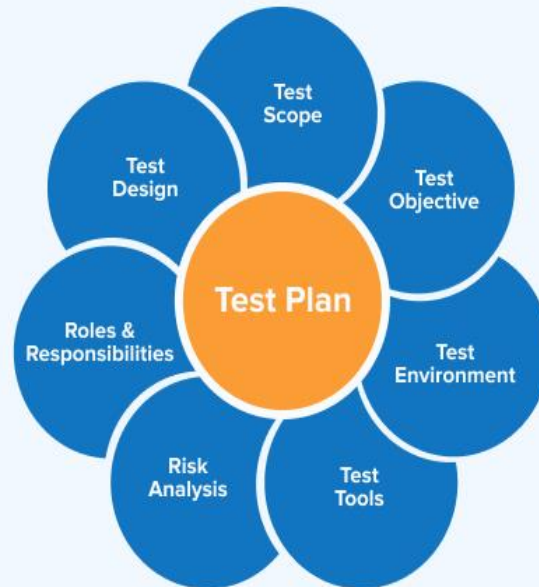 Test
Scope
Test
Objective
Test
Environment
Test
Tools
Risk
Analysis
Roles &
Responsibilities
Test
Design
Test Plan